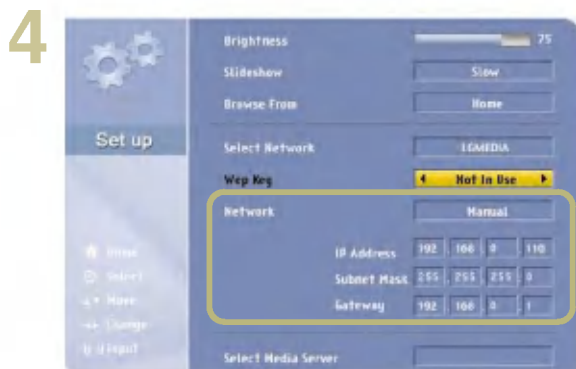 4
Brightness 75
Slideshow Slow
Browse From Home
Set up
Select Network LGMEDIA
Wep Key Not In Use
Network Manual
IP Address 192 168 0 110
Subnet Mask 255 255 255 0
Gateway 192 168 0 1
Home
Select
Move
Change
Input
Select Media Server